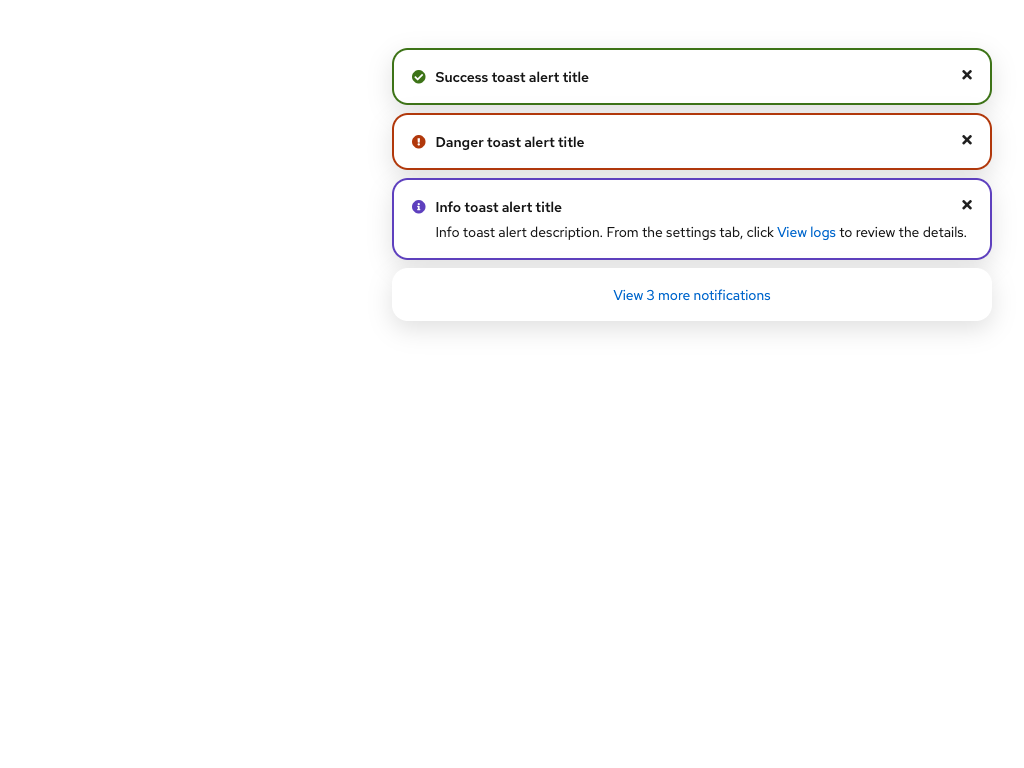 Success toast alert title
Danger toast alert title
Info toast alert title
Info toast alert description. From the settings tab, click View logs to review the details.
View 3 more notifications